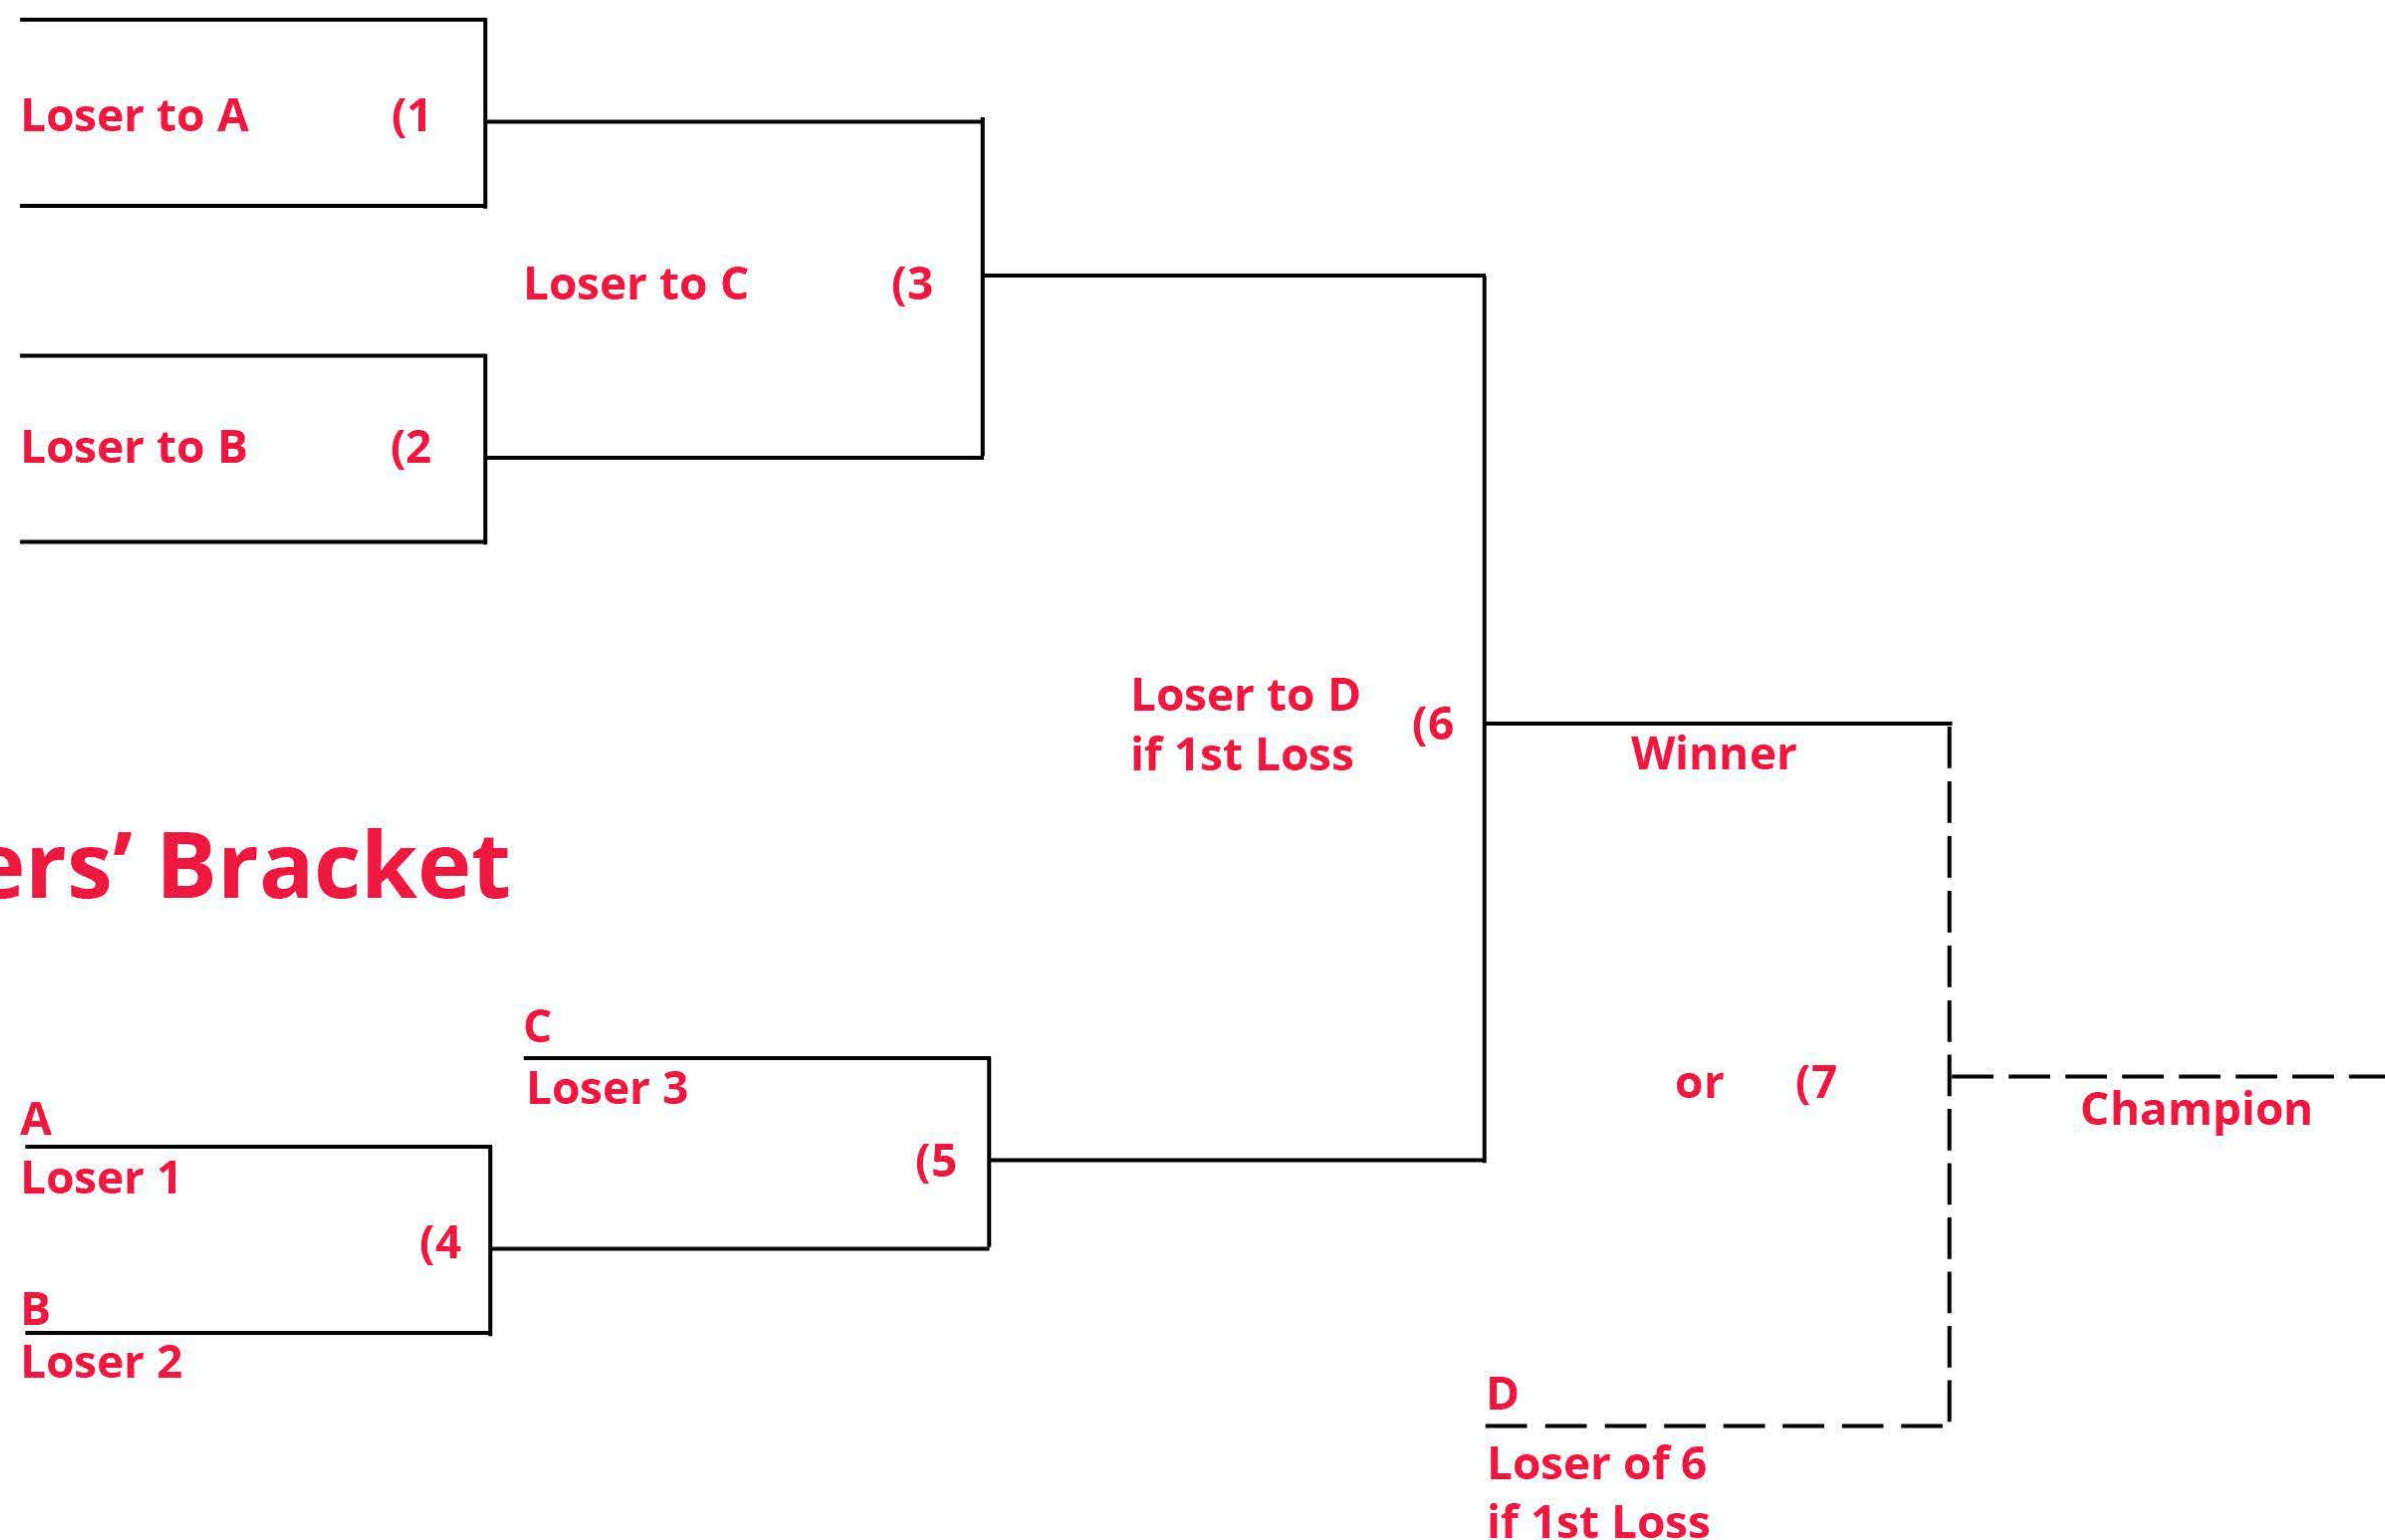 Loser to A (1
Loser to C (3
Loser to B (2
Loser to D
if 1st Loss (6
Winner
ers’ Bracket
C
Loser 3
or (7
A
Champion
Loser 1
(5
(4
B
Loser 2
D
Loser of 6
if 1st Loss